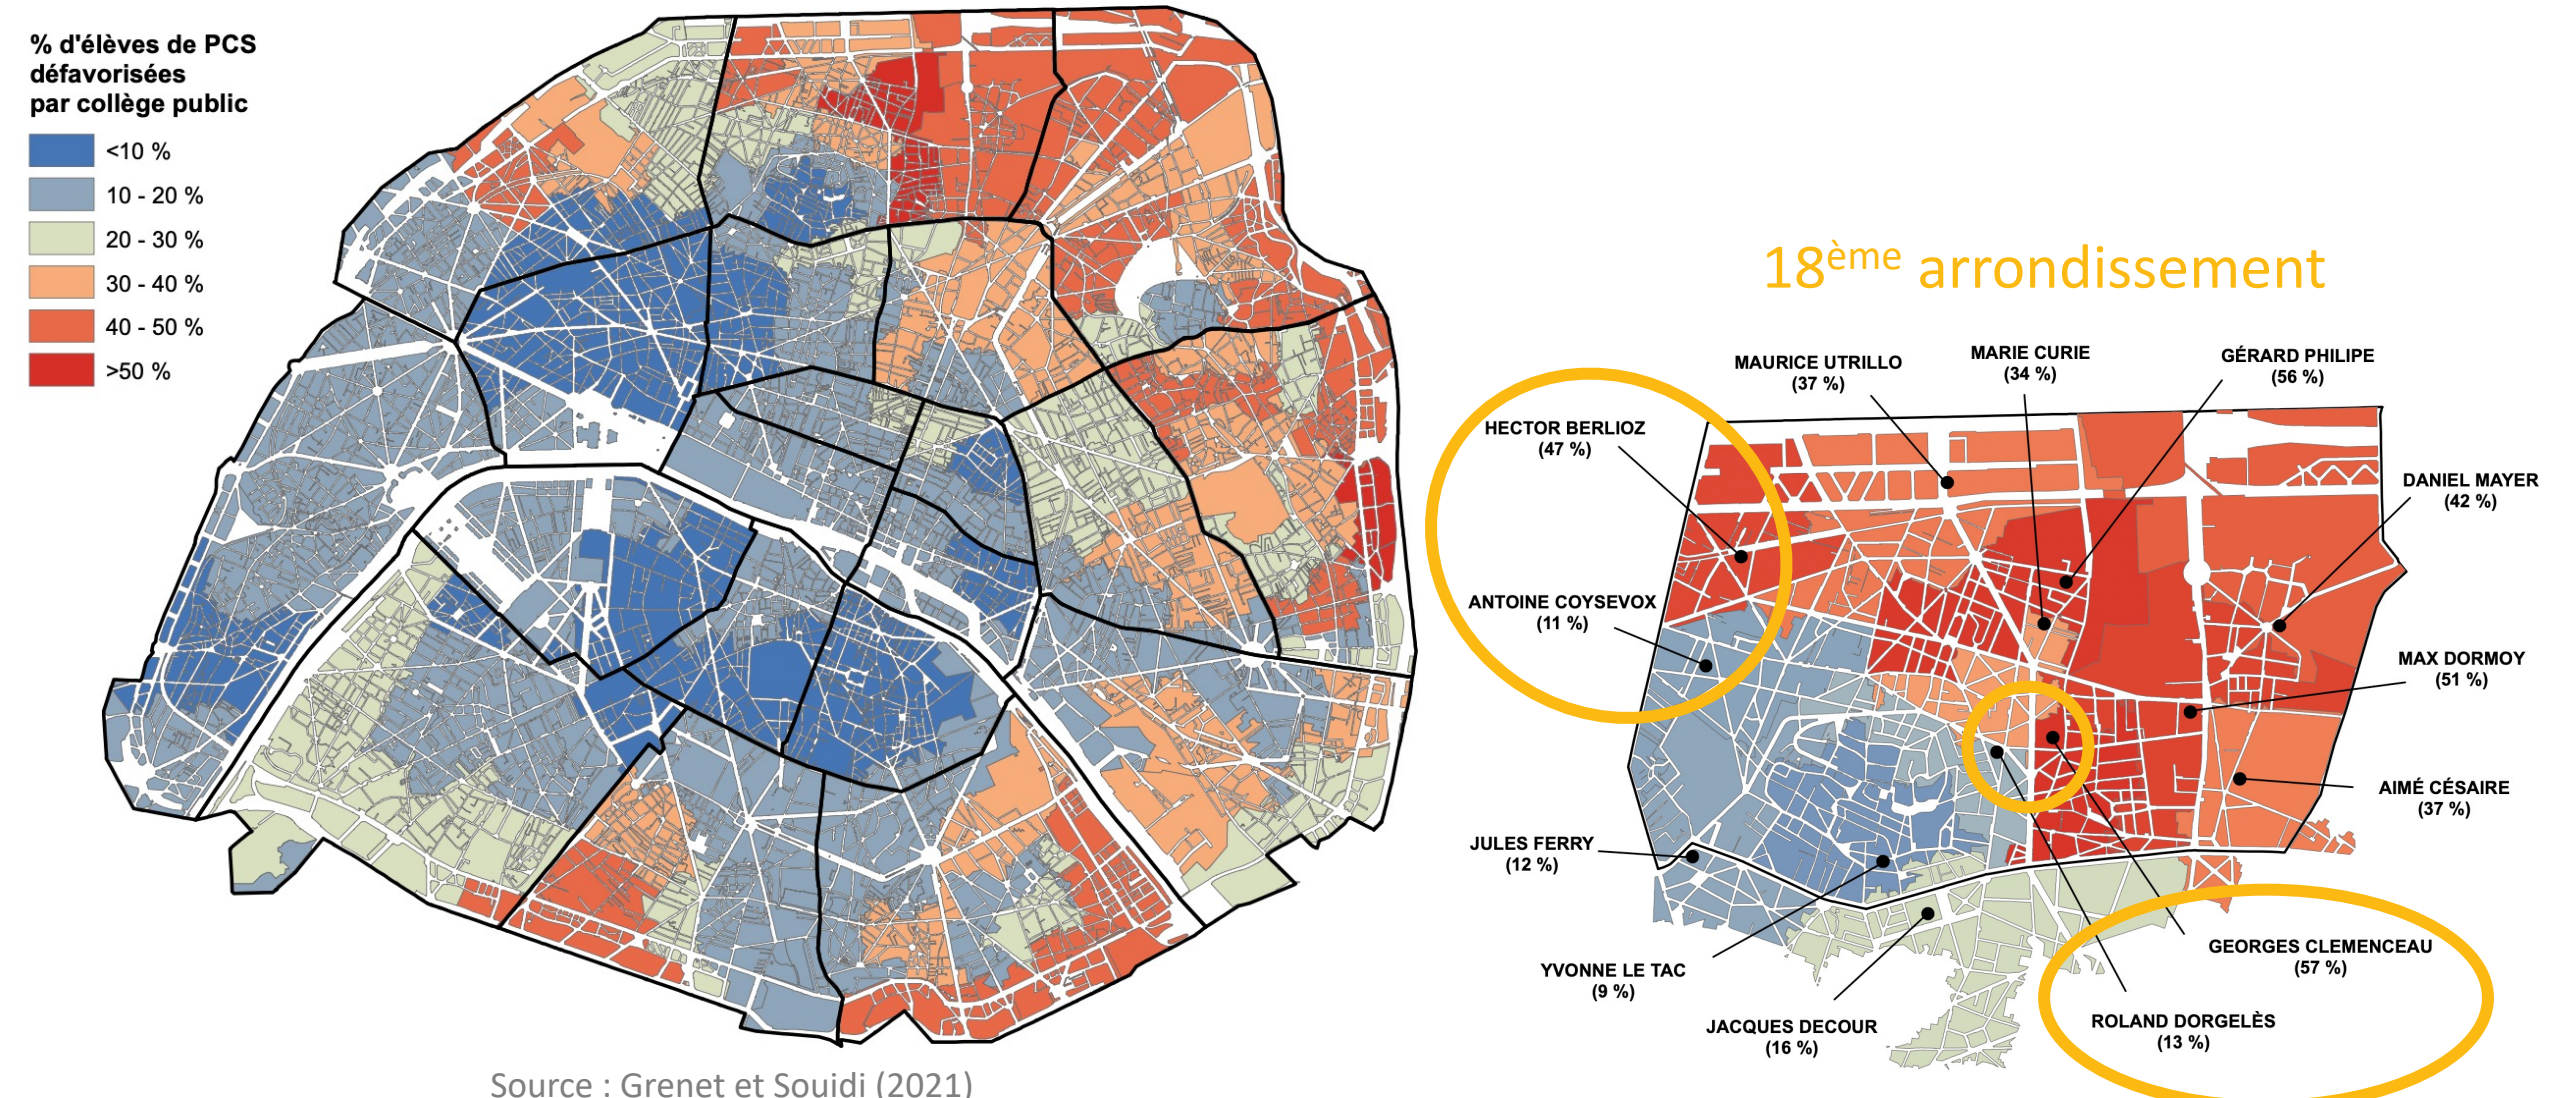 % d'élèves de PCS
défavorisées
par collège public
<10 %
10 - 20 %
20 - 30 %
30 - 40 %
40 - 50 %
>50 %
18ème arrondissement
MAURICE UTRILLO
(37 %)
MARIE CURIE
(34 %)
GÉRARD PHILIPE
(56 %)
HECTOR BERLIOZ
(47 %)
DANIEL MAYER
(42 %)
ANTOINE COYSEVOX
(11 %)
MAX DORMOY
(51 %)
AIMÉ CÉSAIRE
(37 %)
JULES FERRY
(12 %)
GEORGES CLEMENCEAU
(57 %)
YVONNE LE TAC
(9 %)
ROLAND DORGELÈS
(13 %)
JACQUES DECOUR
(16 %)
Source : Grenet et Souidi (2021)